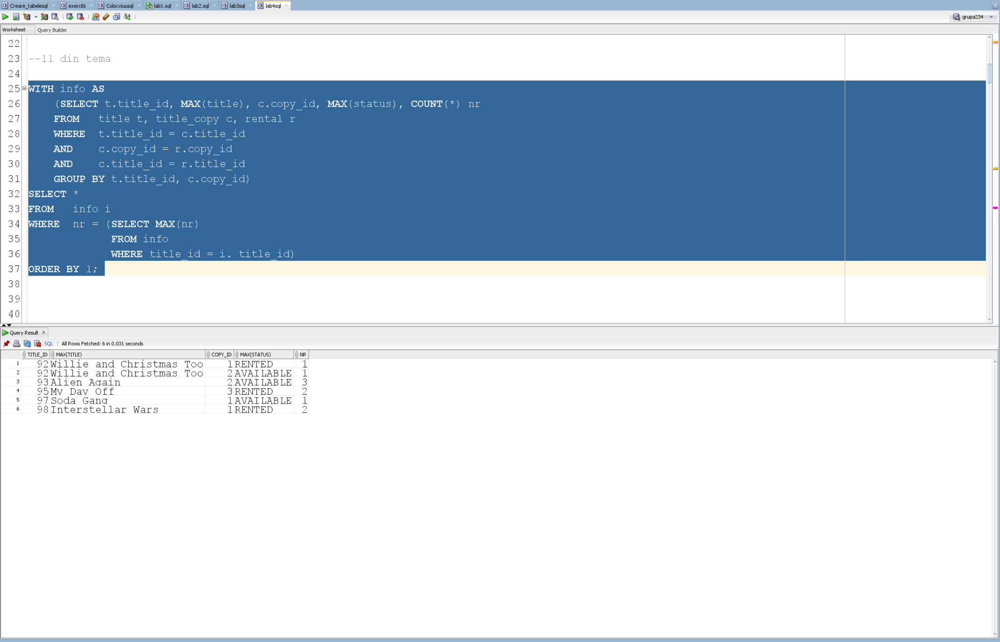 Creare_tabelesql exercitii Colocviuusql lab1.sql lab2.sql lab3sql lab4sql
grupa234
Worksheet Query Builder
22
23 --11 din tema
24
25 WITH info AS
26 (SELECT t.title_id, MAX(title), c.copy_id, MAX(status), COUNT(*) nr
27 FROM title t, title_copy c, rental r
28 WHERE t.title_id = c.title_id
29 AND c.copy_id = r.copy_id
30 AND c.title_id = r.title_id
31 GROUP BY t.title_id, c.copy_id)
32 SELECT *
33 FROM info i
34 WHERE nr = (SELECT MAX(nr)
35 FROM info
36 WHERE title_id = i. title_id)
37 ORDER BY 1;
38
39
40
Query Result
SQL All Rows Fetched: 6 in 0.031 seconds
TITLE_ID MAX(TITLE) COPY_ID MAX(STATUS) NR
1 92 Willie and Christmas Too 1 RENTED 1
2 92 Willie and Christmas Too 2 AVAILABLE 1
3 93 Alien Again 2 AVAILABLE 3
4 95 My Day Off 3 RENTED 2
5 97 Soda Gang 1 AVAILABLE 1
6 98 Interstellar Wars 1 RENTED 2